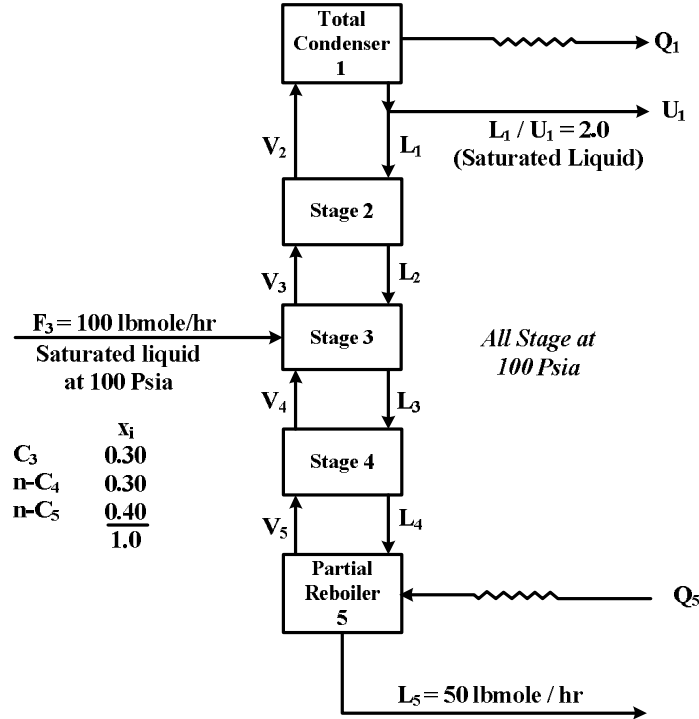 Total
Condenser
1
Q₁
U₁
L₁ / U₁ = 2.0
(Saturated Liquid)
V₂
L₁
Stage 2
V₃
L₂
F₃ = 100 lbmole/hr
Saturated liquid
at 100 Psia
Stage 3
All Stage at
100 Psia
V₄
L₃
xᵢ
C₃ 0.30
n-C₄ 0.30
n-C₅ 0.40
1.0
Stage 4
V₅
L₄
Partial
Reboiler
5
Q₅
L₅ = 50 lbmole / hr